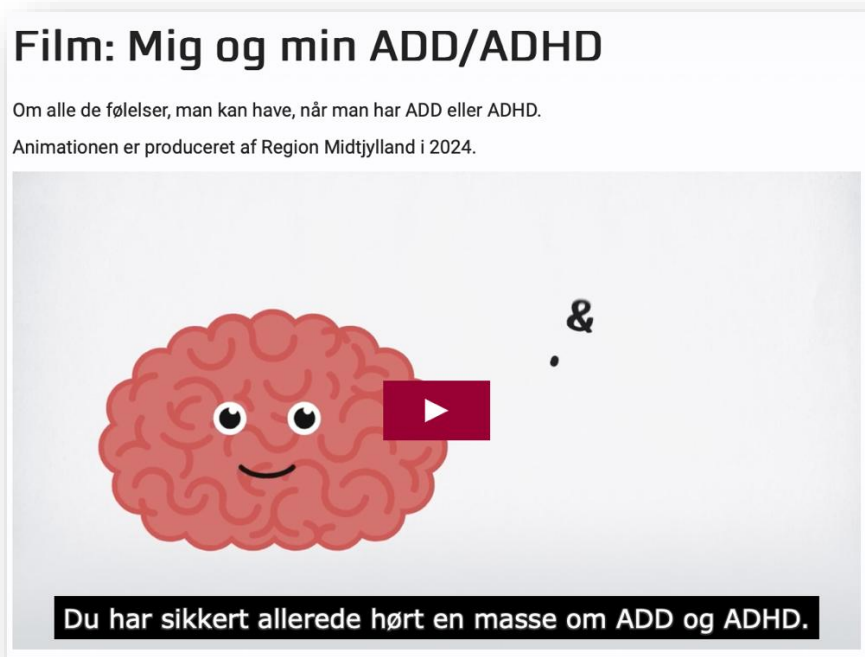 Film: Mig og min ADD/ADHD
Om alle de følelser, man kan have, når man har ADD eller ADHD.
Animationen er produceret af Region Midtjylland i 2024.
&
Du har sikkert allerede hørt en masse om ADD og ADHD.